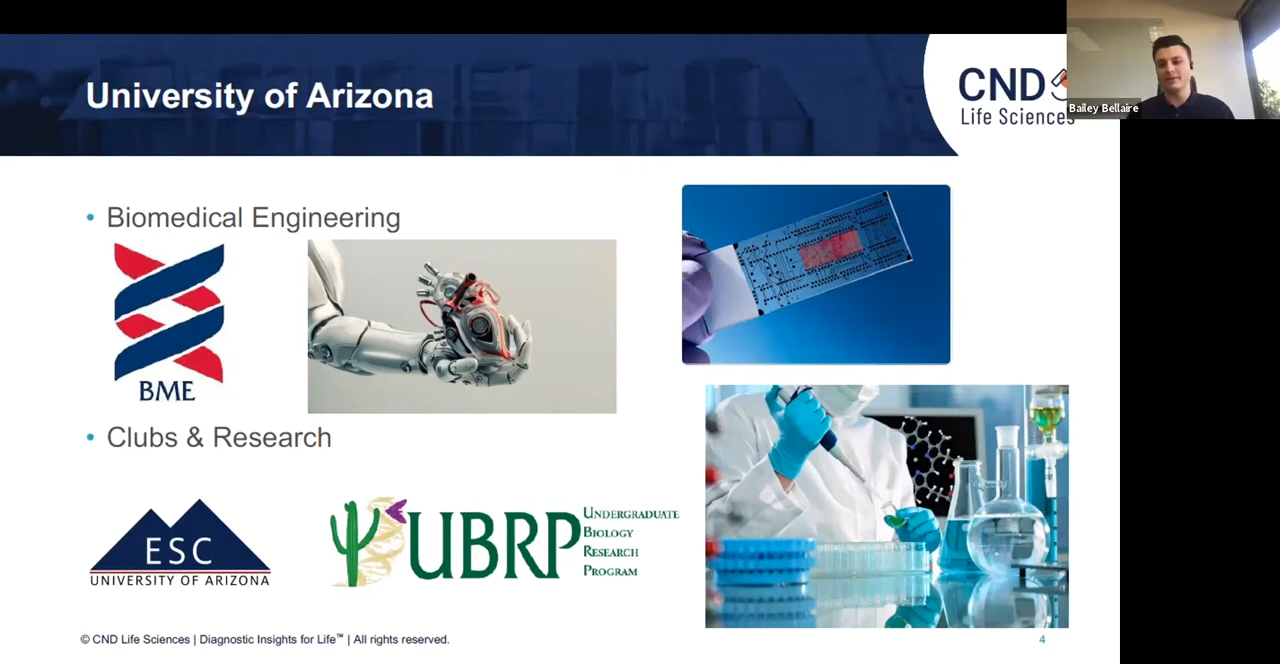 University of Arizona
CND
Life Sciences
Bailey Bellaire
• Biomedical Engineering
BME
• Clubs & Research
ESC
UNIVERSITY OF ARIZONA
UBRP
UNDERGRADUATE
BIOLOGY
RESEARCH
PROGRAM
© CND Life Sciences | Diagnostic Insights for Life™ | All rights reserved.
4